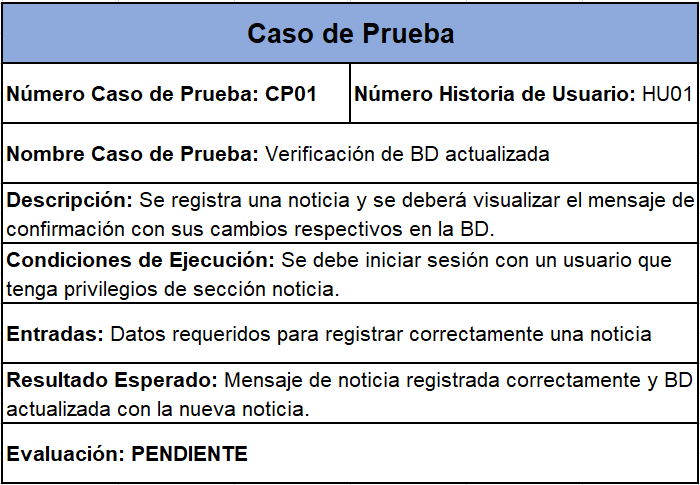 Caso de Prueba
Número Caso de Prueba: CP01
Número Historia de Usuario: HU01
Nombre Caso de Prueba: Verificación de BD actualizada
Descripción: Se registra una noticia y se deberá visualizar el mensaje de
confirmación con sus cambios respectivos en la BD.
Condiciones de Ejecución: Se debe iniciar sesión con un usuario que
tenga privilegios de sección noticia.
Entradas: Datos requeridos para registrar correctamente una noticia
Resultado Esperado: Mensaje de noticia registrada correctamente y BD
actualizada con la nueva noticia.
Evaluación: PENDIENTE